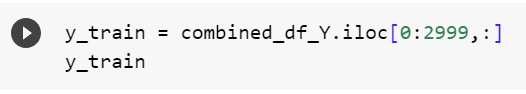 y_train = combined_df_Y.iloc[0:2999,:]
y_train